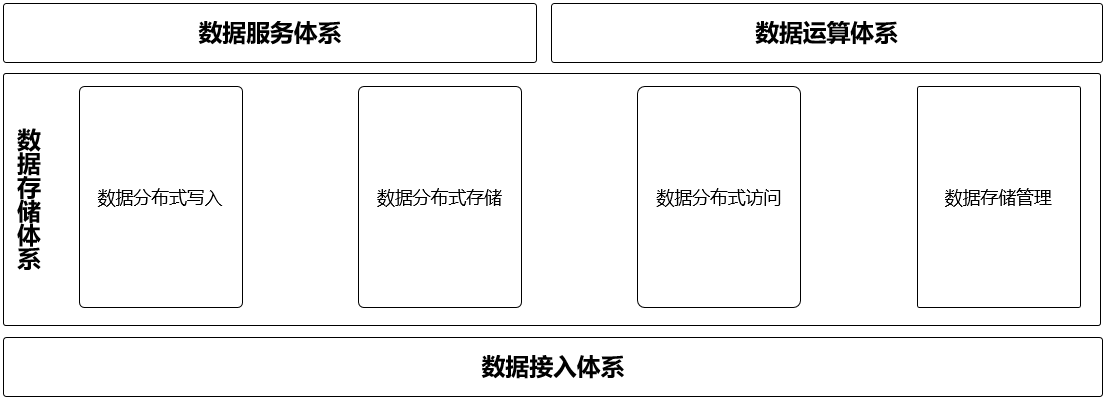 数据服务体系
数据运算体系
数据存储体系
数据分布式写入
数据分布式存储
数据分布式访问
数据存储管理
数据接入体系